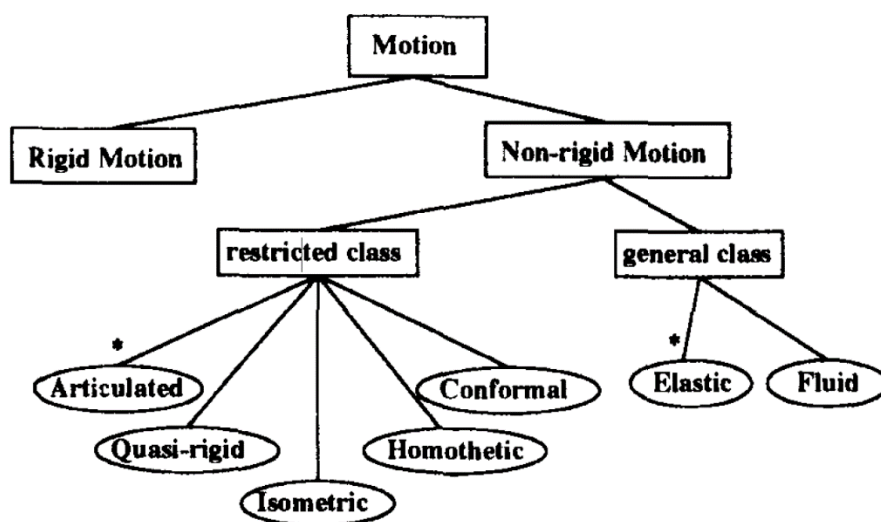 Motion
Rigid Motion
Non-rigid Motion
restricted class
general class
*
*
Articulated
Conformal
Elastic
Fluid
Quasi-rigid
Homothetic
Isometric